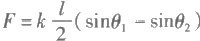 F = k l/2 ( sinθ₁ − sinθ₂ )